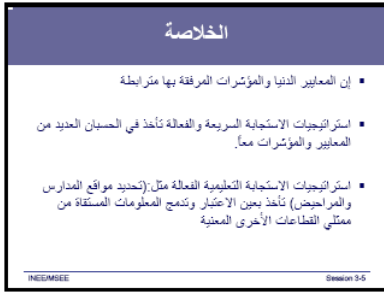 الخلاصة
إن المعايير الدنيا والمؤشرات المرفقة بها مترابطة
استراتيجيات الاستجابة السريعة والفعالة تأخذ في الحسبان العديد من
المعايير والمؤشرات معاً.
استراتيجيات الاستجابة التعليمية الفعالة مثل:(تحديد مواقع المدارس
والمراحيض) تأخذ بعين الاعتبار وتدمج المعلومات المستقاة من
ممثلي القطاعات الأخرى المعنية
INEE/MSEE
Session 3-5